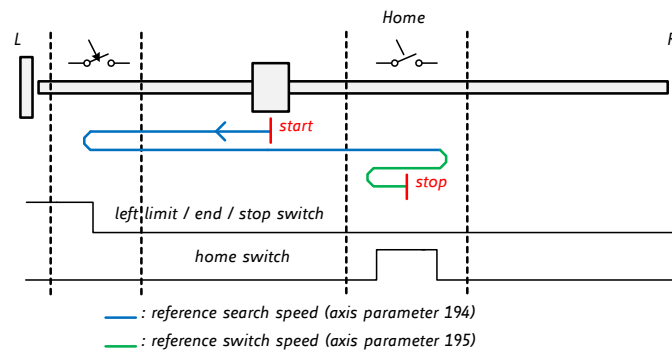 Home
L
start
stop
left limit / end / stop switch
home switch
: reference search speed (axis parameter 194)
: reference switch speed (axis parameter 195)